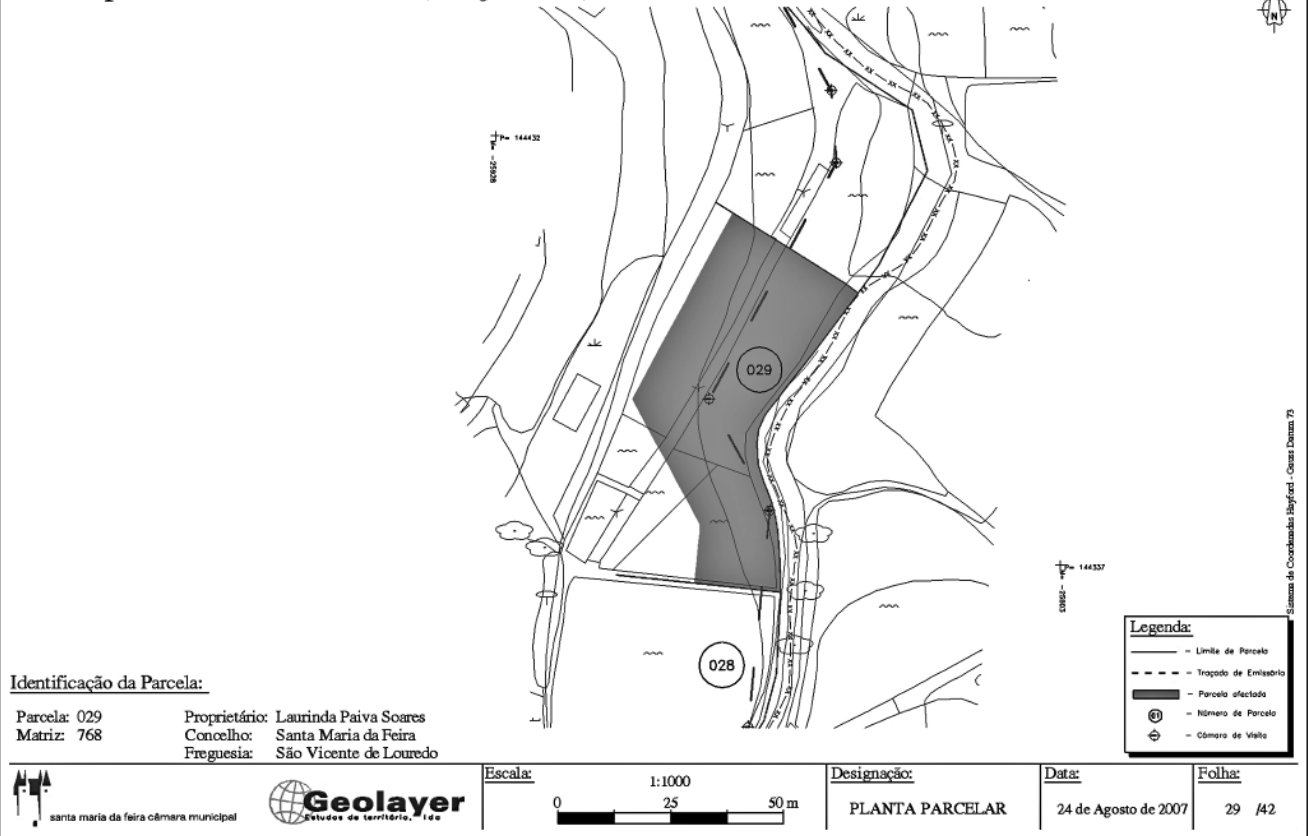 N
P= 144432
M= -25928
029
P= 144337
M= -25803
028
Sistema de Coordenadas Hayford - Gauss Datum 73
Legenda:
- Limite de Parcela
- Traçado de Emissário
- Parcela afectada
01 - Número de Parcela
- Câmara de Visita
Identificação da Parcela:
Parcela: 029 Proprietário: Laurinda Paiva Soares
Matriz: 768 Concelho: Santa Maria da Feira
Freguesia: São Vicente de Louredo
santa maria da feira câmara municipal
Geolayer
Estudos de território, lda
Escala:
1:1000
0 25 50 m
Designação:
PLANTA PARCELAR
Data:
24 de Agosto de 2007
Folha:
29 /42